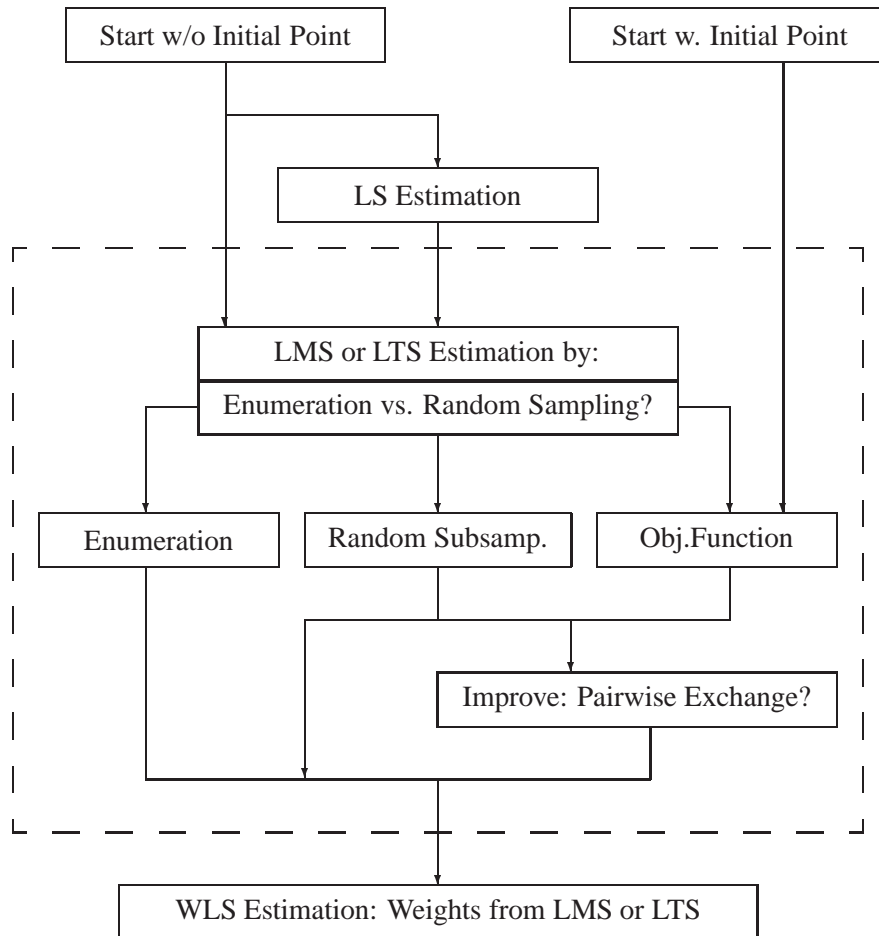 Start w/o Initial Point
Start w. Initial Point
LS Estimation
LMS or LTS Estimation by:
Enumeration vs. Random Sampling?
Enumeration
Random Subsamp.
Obj.Function
Improve: Pairwise Exchange?
WLS Estimation: Weights from LMS or LTS